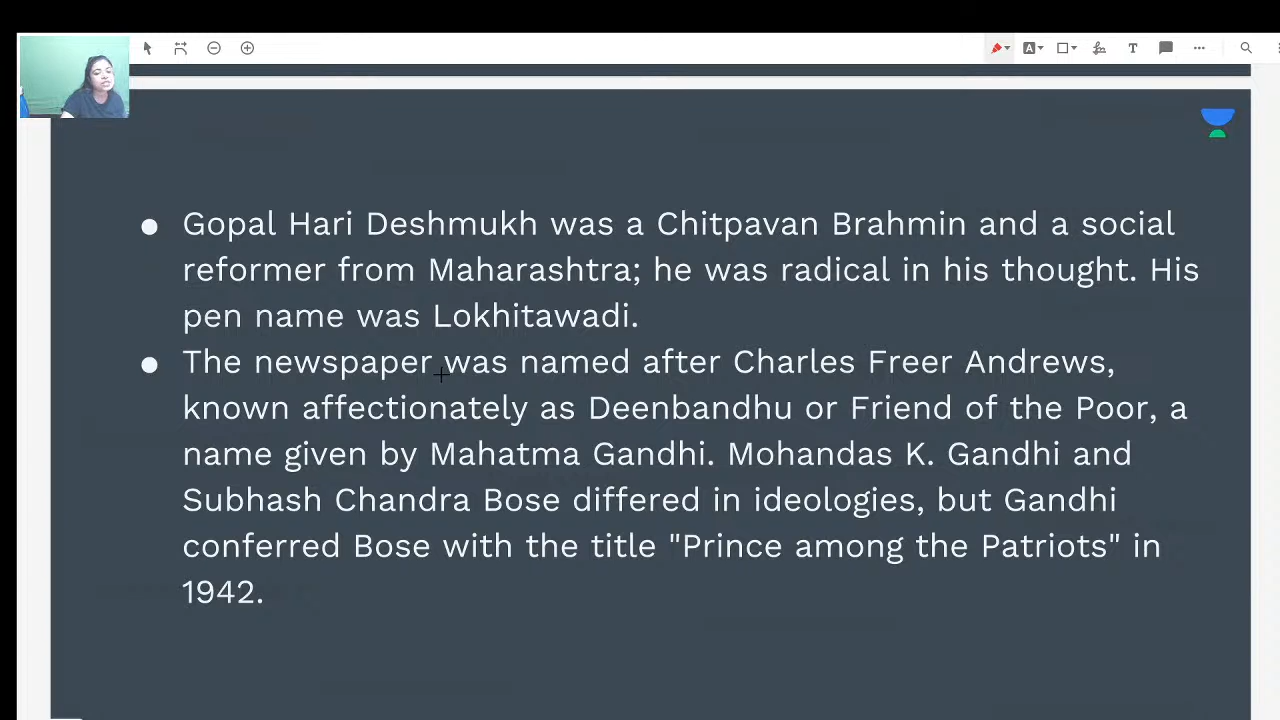 Gopal Hari Deshmukh was a Chitpavan Brahmin and a social
reformer from Maharashtra; he was radical in his thought. His
pen name was Lokhitawadi.
The newspaper was named after Charles Freer Andrews,
known affectionately as Deenbandhu or Friend of the Poor, a
name given by Mahatma Gandhi. Mohandas K. Gandhi and
Subhash Chandra Bose differed in ideologies, but Gandhi
conferred Bose with the title "Prince among the Patriots" in
1942.